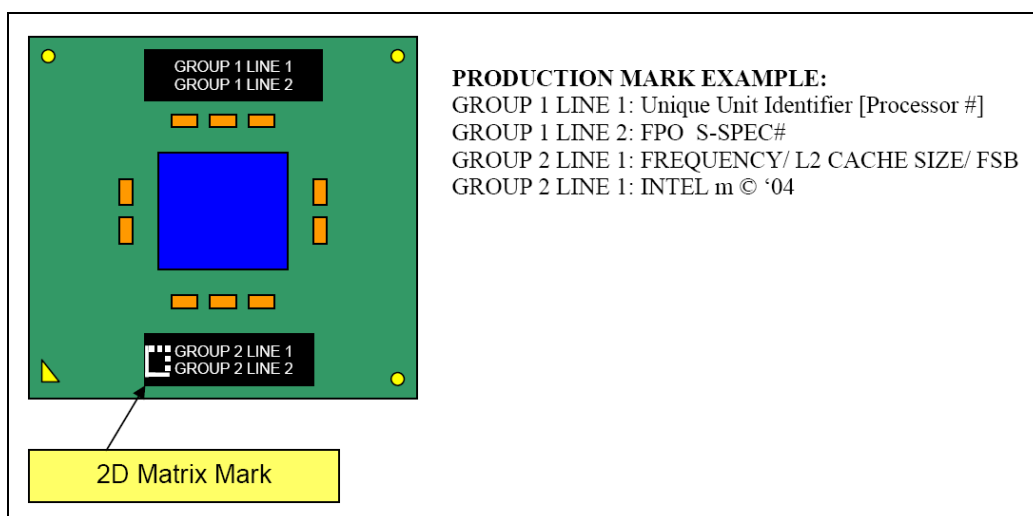 GROUP 1 LINE 1
GROUP 1 LINE 2
PRODUCTION MARK EXAMPLE:
GROUP 1 LINE 1: Unique Unit Identifier [Processor #]
GROUP 1 LINE 2: FPO  S-SPEC#
GROUP 2 LINE 1: FREQUENCY/ L2 CACHE SIZE/ FSB
GROUP 2 LINE 1: INTEL m © ‘04
GROUP 2 LINE 1
GROUP 2 LINE 2
2D Matrix Mark